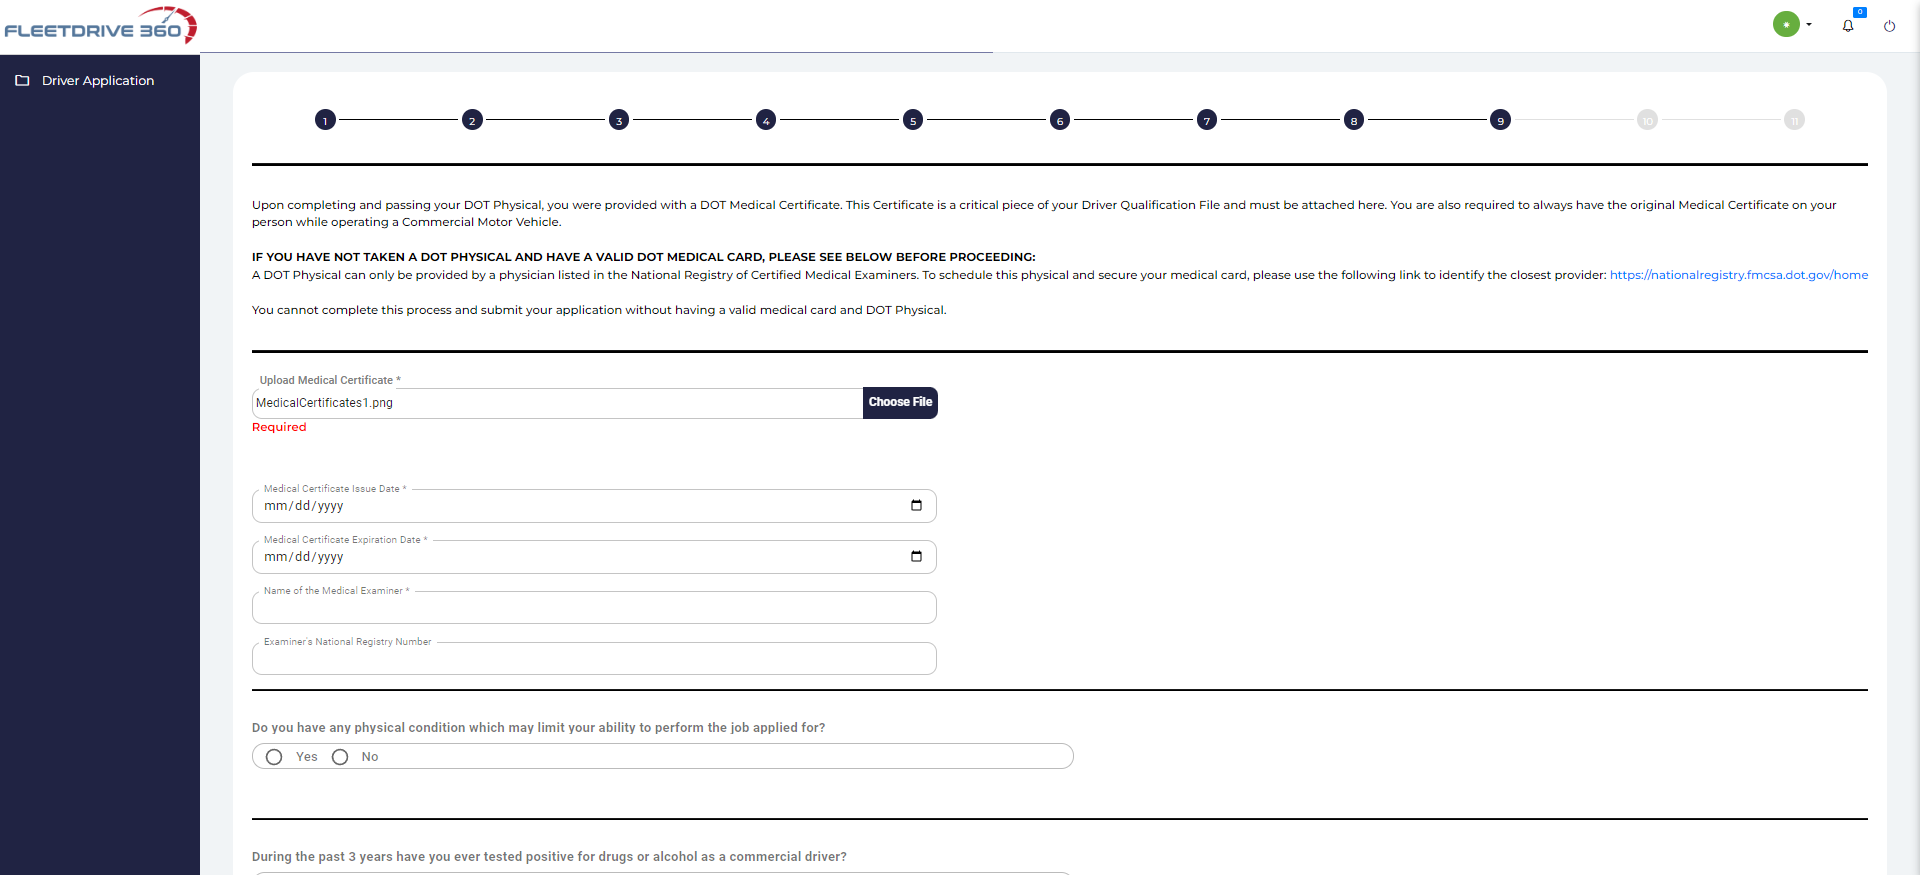 FLEETDRIVE 360
0
Driver Application
1 2 3 4 5 6 7 8 9 10 11
Upon completing and passing your DOT Physical, you were provided with a DOT Medical Certificate. This Certificate is a critical piece of your Driver Qualification File and must be attached here. You are also required to always have the original Medical Certificate on your
person while operating a Commercial Motor Vehicle.
IF YOU HAVE NOT TAKEN A DOT PHYSICAL AND HAVE A VALID DOT MEDICAL CARD, PLEASE SEE BELOW BEFORE PROCEEDING:
A DOT Physical can only be provided by a physician listed in the National Registry of Certified Medical Examiners. To schedule this physical and secure your medical card, please use the following link to identify the closest provider: https://nationalregistry.fmcsa.dot.gov/home
You cannot complete this process and submit your application without having a valid medical card and DOT Physical.
Upload Medical Certificate *
MedicalCertificates1.png
Choose File
Required
Medical Certificate Issue Date *
mm/dd/yyyy
Medical Certificate Expiration Date *
mm/dd/yyyy
Name of the Medical Examiner *
Examiner's National Registry Number
Do you have any physical condition which may limit your ability to perform the job applied for?
Yes No
During the past 3 years have you ever tested positive for drugs or alcohol as a commercial driver?